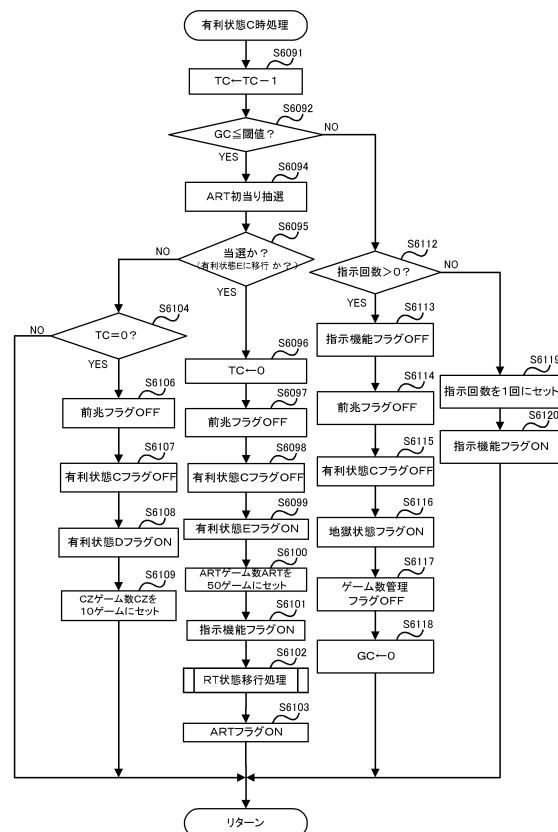 有利状態C時処理
S6091
TC←TC－1
S6092
GC≦閾値?
NO
YES
S6094
ART初当り抽選
S6095
当選か?
(有利状態Eに移行 か?)
NO
YES
S6112
指示回数>0?
NO
YES
S6104
TC=0?
NO
YES
S6106
前兆フラグOFF
S6107
有利状態CフラグOFF
S6108
有利状態DフラグON
S6109
CZゲーム数CZを
10ゲームにセット
S6096
TC←0
S6097
前兆フラグOFF
S6098
有利状態CフラグOFF
S6099
有利状態EフラグON
S6100
ARTゲーム数ARTを
50ゲームにセット
S6101
指示機能フラグON
S6102
RT状態移行処理
S6103
ARTフラグON
S6113
指示機能フラグOFF
S6114
前兆フラグOFF
S6115
有利状態CフラグOFF
S6116
地獄状態フラグON
S6117
ゲーム数管理
フラグOFF
S6118
GC←0
S6119
指示回数を1回にセット
S6120
指示機能フラグON
リターン